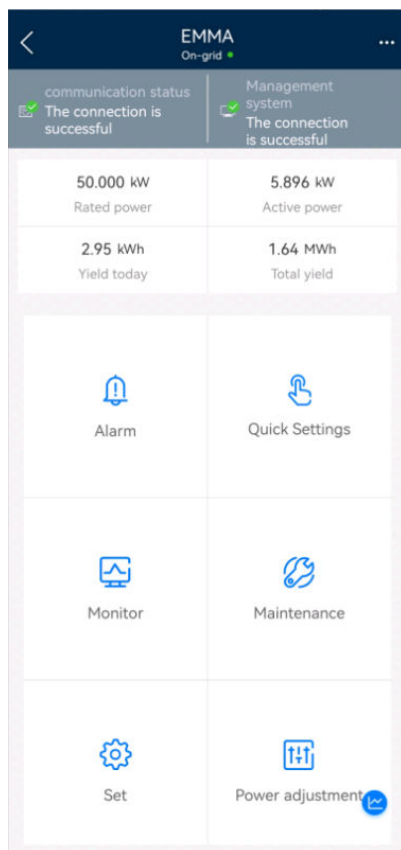 EMMA
On-grid
communication status
The connection is
successful
Management
system
The connection
is successful
50.000 kW
Rated power
5.896 kW
Active power
2.95 kWh
Yield today
1.64 MWh
Total yield
Alarm
Quick Settings
Monitor
Maintenance
Set
Power adjustment